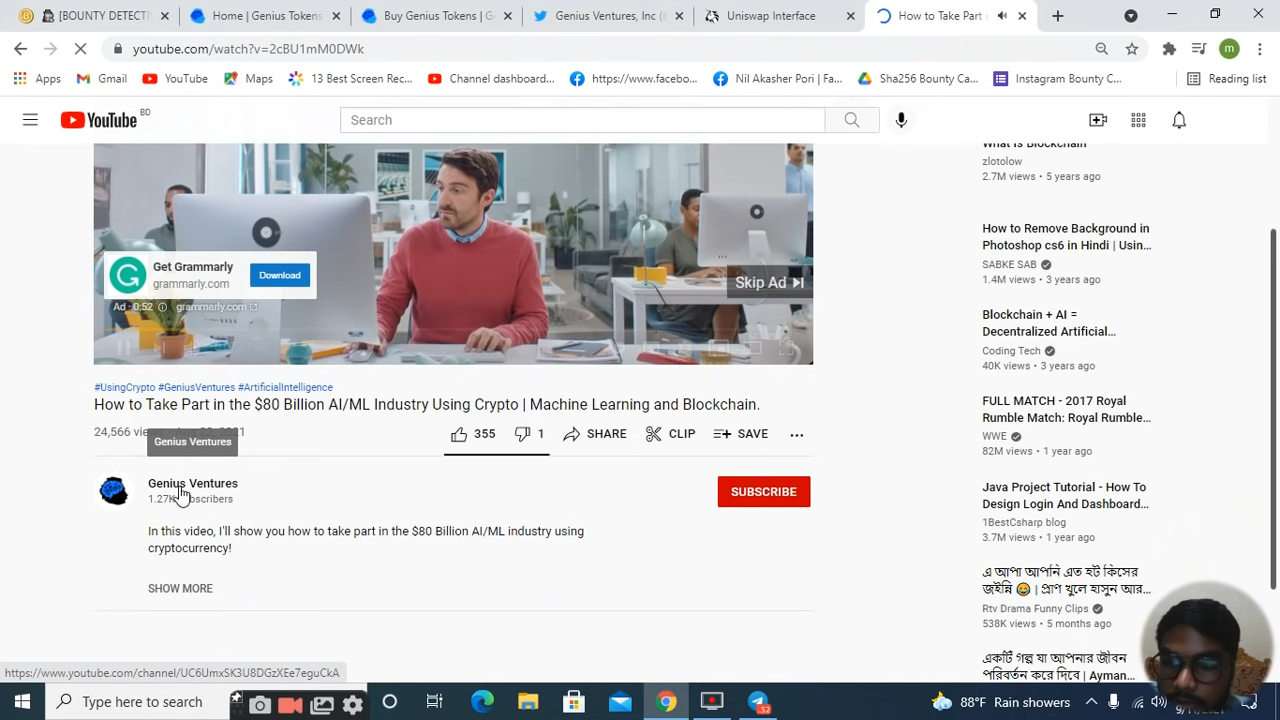 [BOUNTY DETECTI
Home | Genius Tokens
Buy Genius Tokens | G
Genius Ventures, Inc (
Uniswap Interface
How to Take Part
youtube.com/watch?v=2cBU1mM0DWk
Apps
Gmail
YouTube
Maps
13 Best Screen Rec...
Channel dashboard...
https://www.facebo...
Nil Akasher Pori | Fa...
Sha256 Bounty Ca...
Instagram Bounty C...
Reading list
m
YouTube BD
Search
Get Grammarly
grammarly.com
Download
Skip Ad
Ad · 0:52
grammarly.com
#UsingCrypto #GeniusVentures #ArtificialIntelligence
How to Take Part in the $80 Billion AI/ML Industry Using Crypto | Machine Learning and Blockchain.
24,566
2021
355
1
SHARE
CLIP
SAVE
Genius Ventures
Genius Ventures
1.27K
SUBSCRIBE
In this video, I'll show you how to take part in the $80 Billion AI/ML industry using
cryptocurrency!
SHOW MORE
What is Blockchain
zlotolow
2.7M views • 5 years ago
How to Remove Background in
Photoshop cs6 in Hindi | Usin...
SABKE SAB
1.4M views • 3 years ago
Blockchain + AI =
Decentralized Artificial...
Coding Tech
40K views • 3 years ago
FULL MATCH - 2017 Royal
Rumble Match: Royal Rumble...
WWE
82M views • 1 year ago
Java Project Tutorial - How To
Design Login And Dashboard...
1BestCsharp blog
3.7M views • 1 year ago
এ আপা আপনি এত হট কিসের
জইন্নি 😅 | প্রাণ খুলে হাসুন আর...
Rtv Drama Funny Clips
538K views • 5 months ago
একটি গল্প যা আপনার জীবন
পরিবর্তন করে দিবে | Ayman...
https://www.youtube.com/channel/UC6UmxSK3U8DGzXEe7eguCkA
Type here to search
52
88°F Rain showers